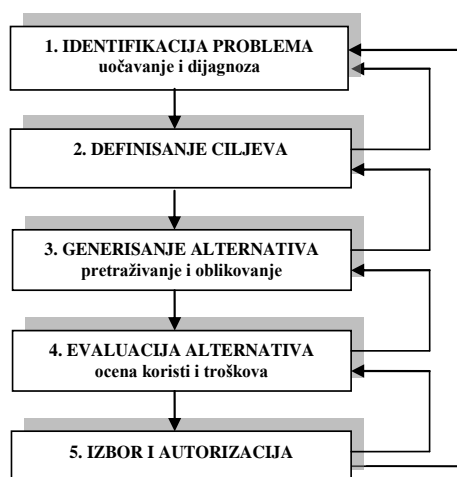 1. IDENTIFIKACIJA PROBLEMA
uočavanje i dijagnoza
2. DEFINISANJE CILJEVA
3. GENERISANJE ALTERNATIVA
pretraživanje i oblikovanje
4. EVALUACIJA ALTERNATIVA
ocena koristi i troškova
5. IZBOR I AUTORIZACIJA